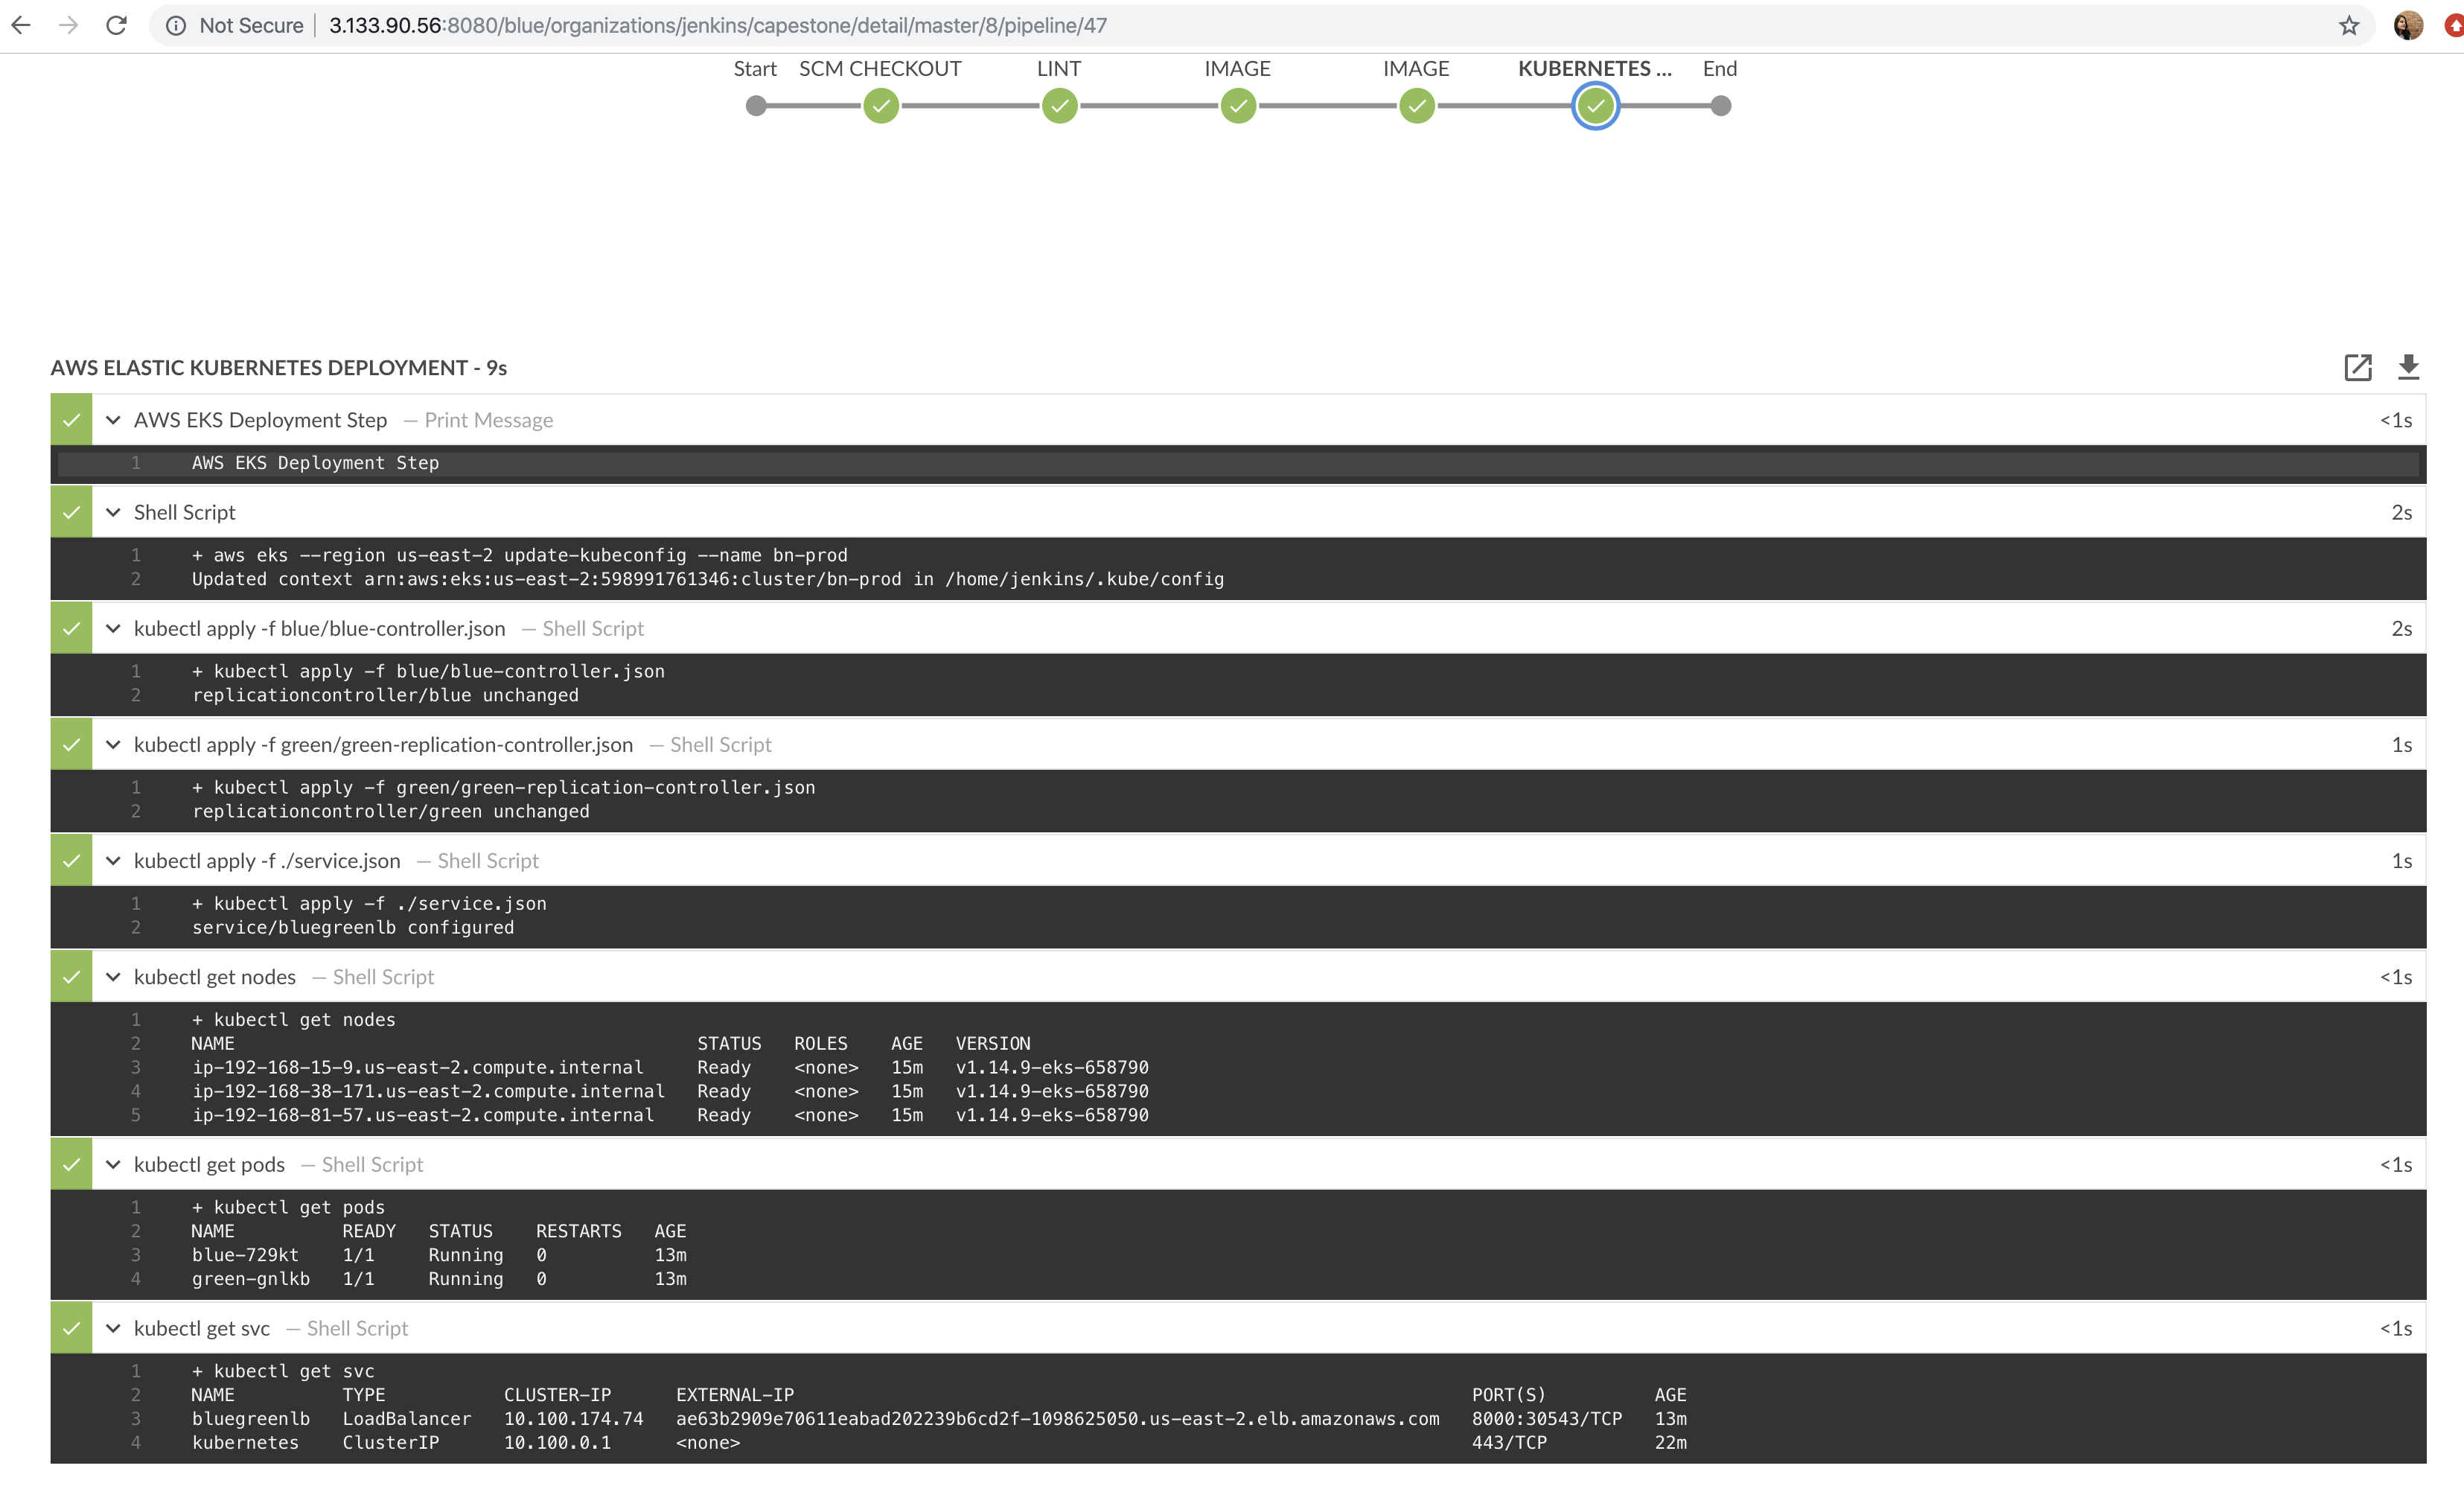 Not Secure 3.133.90.56:8080/blue/organizations/jenkins/capestone/detail/master/8/pipeline/47
Start SCM CHECKOUT LINT IMAGE IMAGE KUBERNETES ... End
AWS ELASTIC KUBERNETES DEPLOYMENT - 9s
AWS EKS Deployment Step — Print Message <1s
1 AWS EKS Deployment Step
Shell Script 2s
1 + aws eks --region us-east-2 update-kubeconfig --name bn-prod
2 Updated context arn:aws:eks:us-east-2:598991761346:cluster/bn-prod in /home/jenkins/.kube/config
kubectl apply -f blue/blue-controller.json — Shell Script 2s
1 + kubectl apply -f blue/blue-controller.json
2 replicationcontroller/blue unchanged
kubectl apply -f green/green-replication-controller.json — Shell Script 1s
1 + kubectl apply -f green/green-replication-controller.json
2 replicationcontroller/green unchanged
kubectl apply -f ./service.json — Shell Script 1s
1 + kubectl apply -f ./service.json
2 service/bluegreenlb configured
kubectl get nodes — Shell Script <1s
1 + kubectl get nodes
2 NAME STATUS ROLES AGE VERSION
3 ip-192-168-15-9.us-east-2.compute.internal Ready <none> 15m v1.14.9-eks-658790
4 ip-192-168-38-171.us-east-2.compute.internal Ready <none> 15m v1.14.9-eks-658790
5 ip-192-168-81-57.us-east-2.compute.internal Ready <none> 15m v1.14.9-eks-658790
kubectl get pods — Shell Script <1s
1 + kubectl get pods
2 NAME READY STATUS RESTARTS AGE
3 blue-729kt 1/1 Running 0 13m
4 green-gnlkb 1/1 Running 0 13m
kubectl get svc — Shell Script <1s
1 + kubectl get svc
2 NAME TYPE CLUSTER-IP EXTERNAL-IP PORT(S) AGE
3 bluegreenlb LoadBalancer 10.100.174.74 ae63b2909e70611eabad202239b6cd2f-1098625050.us-east-2.elb.amazonaws.com 8000:30543/TCP 13m
4 kubernetes ClusterIP 10.100.0.1 <none> 443/TCP 22m